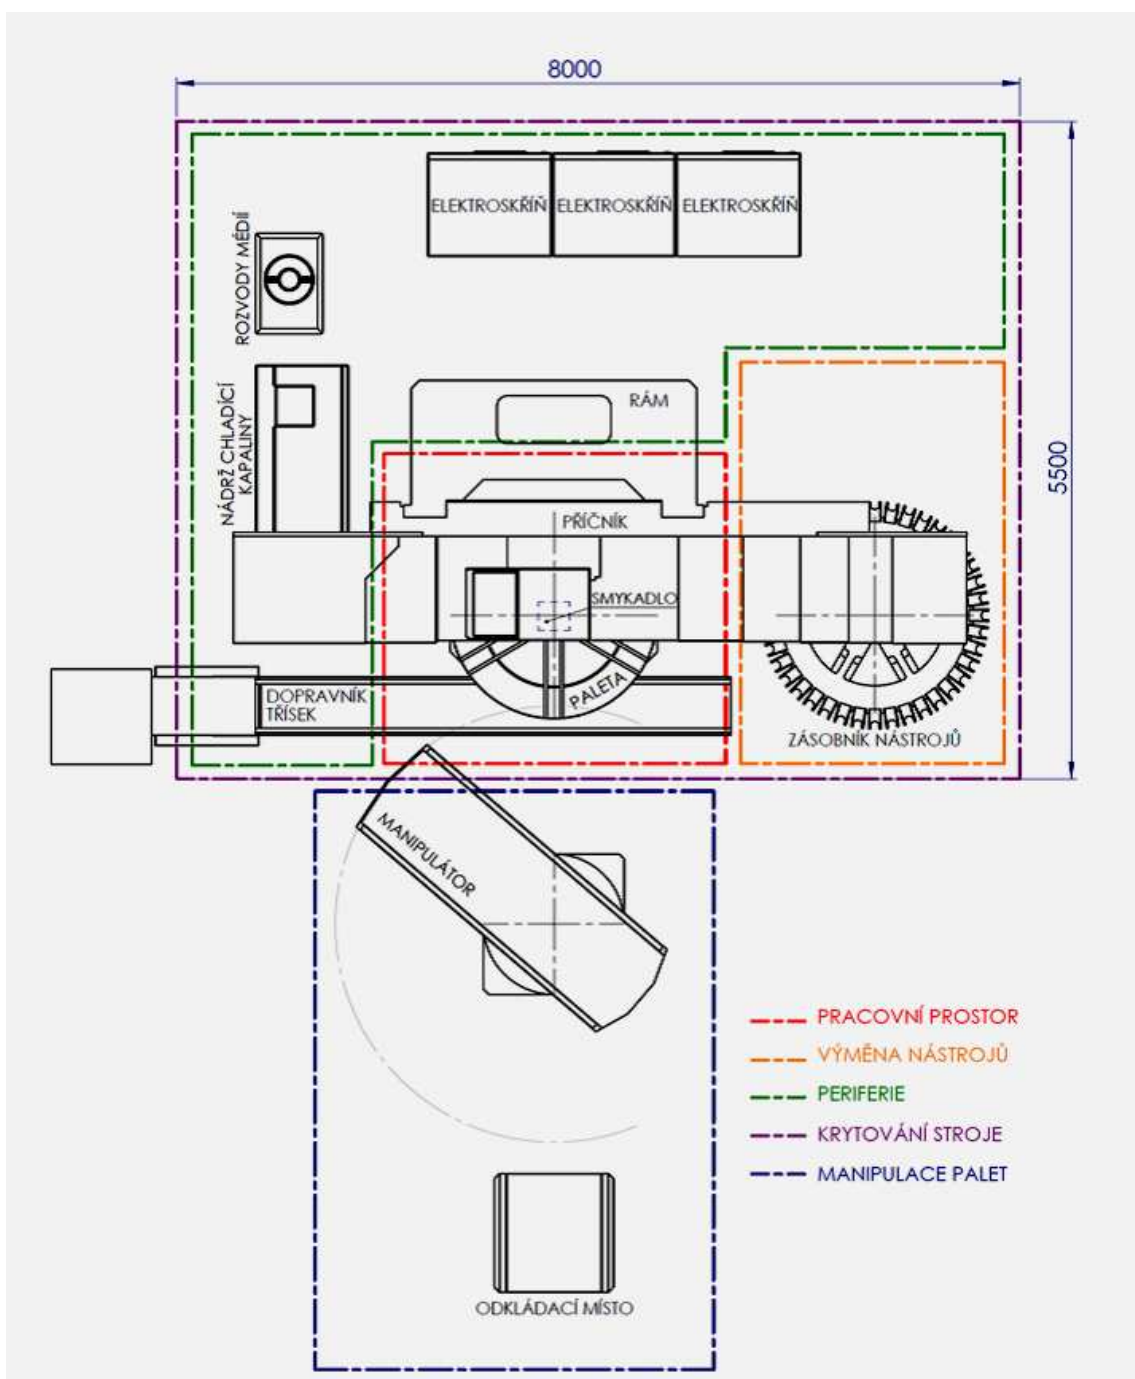 8000
ELEKTROSKŘÍŇ ELEKTROSKŘÍŇ ELEKTROSKŘÍŇ
ROZVODY MÉDIÍ
5500
NÁDRŽ CHLADÍCÍ
KAPALINY
RÁM
PŘÍČNÍK
SMYKADLO
PALETA
DOPRAVNÍK
TŘÍSEK
ZÁSOBNÍK NÁSTROJŮ
MANIPULÁTOR
PRACOVNÍ PROSTOR
VÝMĚNA NÁSTROJŮ
PERIFERIE
KRYTOVÁNÍ STROJE
MANIPULACE PALET
ODKLÁDACÍ MÍSTO